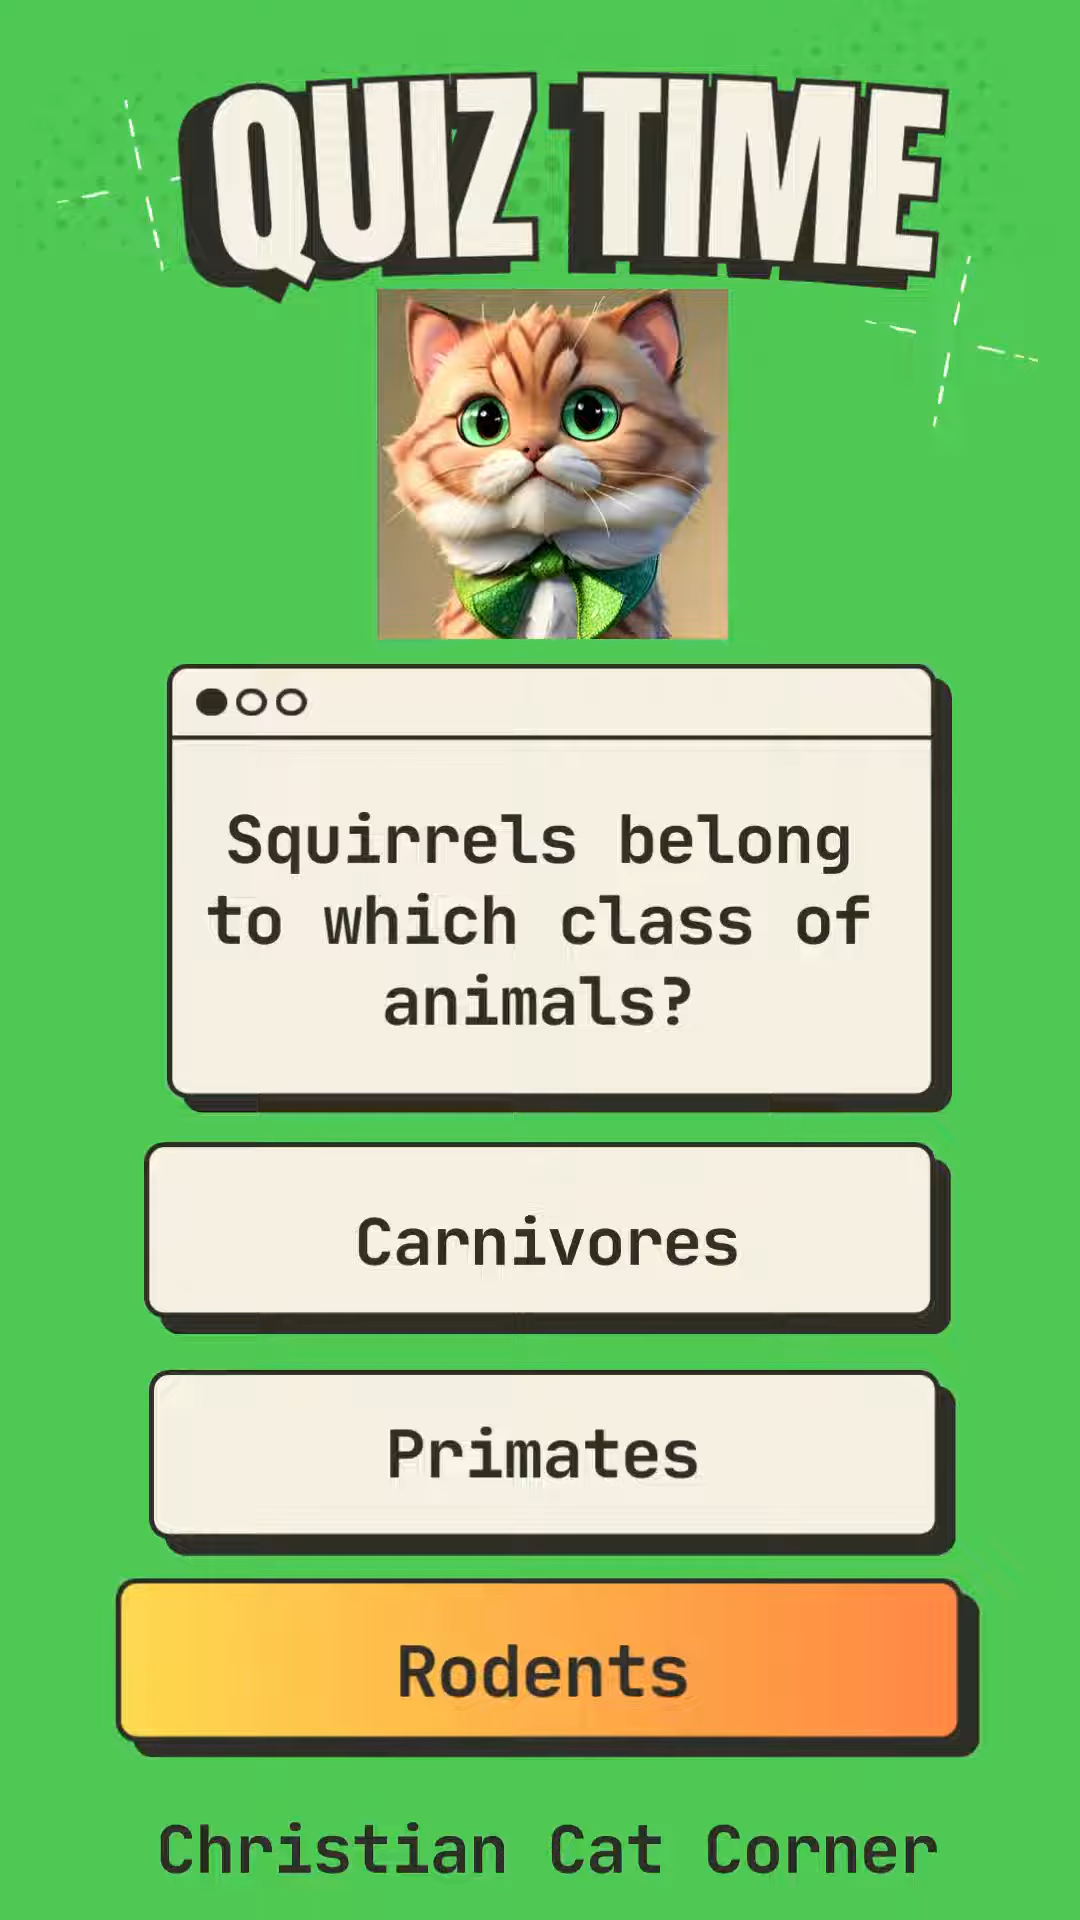 QUIZ TIME
Squirrels belong
to which class of
animals?
Carnivores
Primates
Rodents
Christian Cat Corner